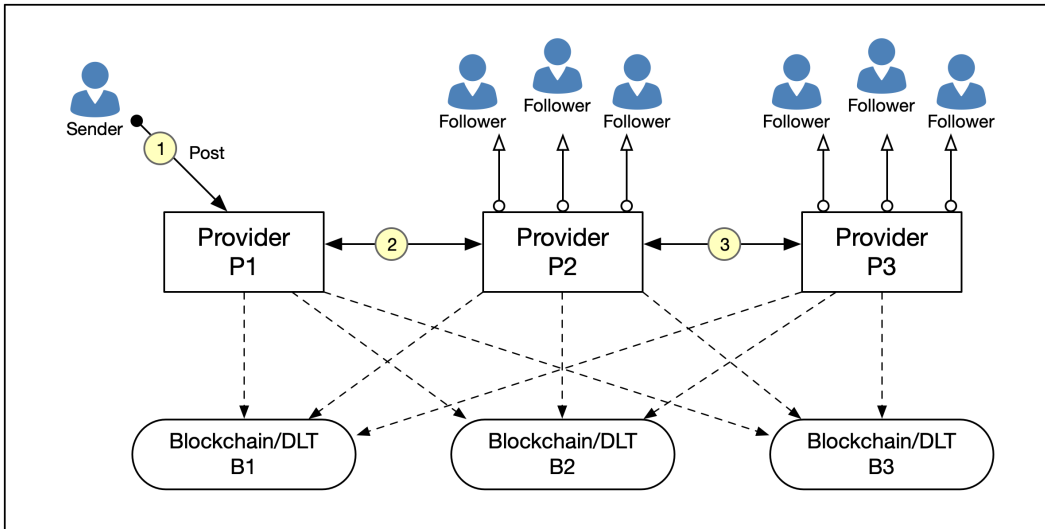 Follower
Follower
Follower
Follower
Follower
Follower
Sender
1
Post
Provider
P1
2
Provider
P2
3
Provider
P3
Blockchain/DLT
B1
Blockchain/DLT
B2
Blockchain/DLT
B3